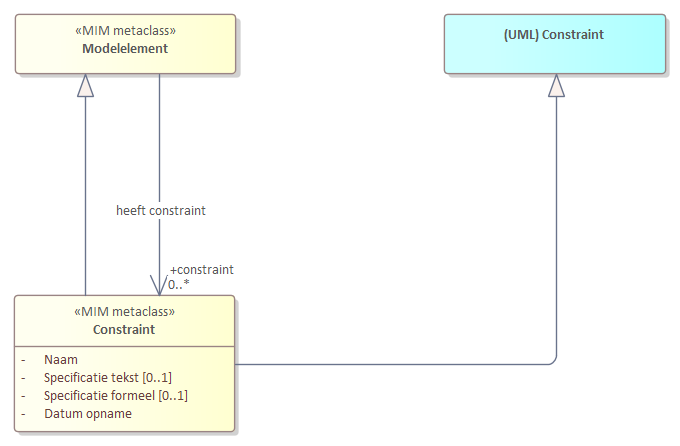 «MIM metaclass»
Modelelement
(UML) Constraint
heeft constraint
+constraint
0..*
«MIM metaclass»
Constraint
- Naam
- Specificatie tekst [0..1]
- Specificatie formeel [0..1]
- Datum opname